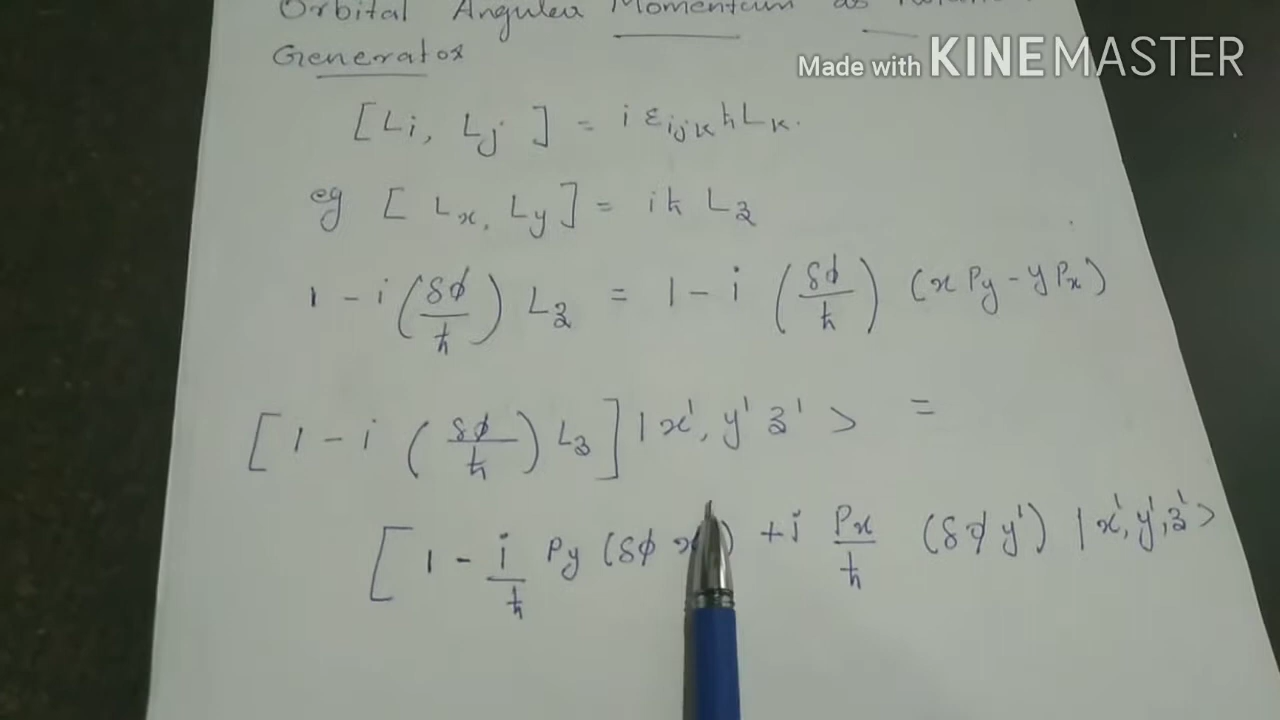 Orbital Angular Momentum as
Generator
Made with KINEMASTER
[Li, Lj] = i εijk ħ Lk.
eg [Lx, Ly] = iħ Lz
1 - i (δϕ/ħ) Lz = 1 - i (δϕ/ħ) (x Py - y Px)
[1 - i (δϕ/ħ) Lz] | x', y' z' > =
[1 - i/ħ Py (δϕ x ) + i Px/ħ (δϕ y') | x', y', z' >